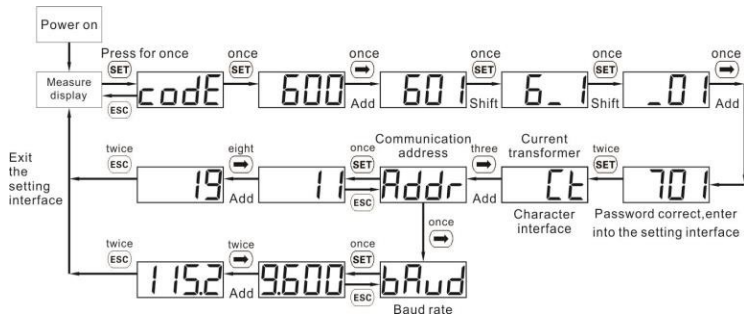 Power on
Press for once
once
once
once
once
once
SET
SET
➡
SET
SET
➡
Measure
display
codE
600
601
6_1
_01
ESC
Add
Shift
Shift
Add
Exit
the
setting
interface
twice
ESC
19
eight
➡
Add
11
once
SET
ESC
Communication
address
Addr
three
➡
Add
Current
transformer
Ct
Character
interface
twice
SET
701
Password correct,enter
into the setting interface
once
➡
twice
ESC
115.2
twice
➡
Add
9.600
once
SET
ESC
bAud
Baud rate